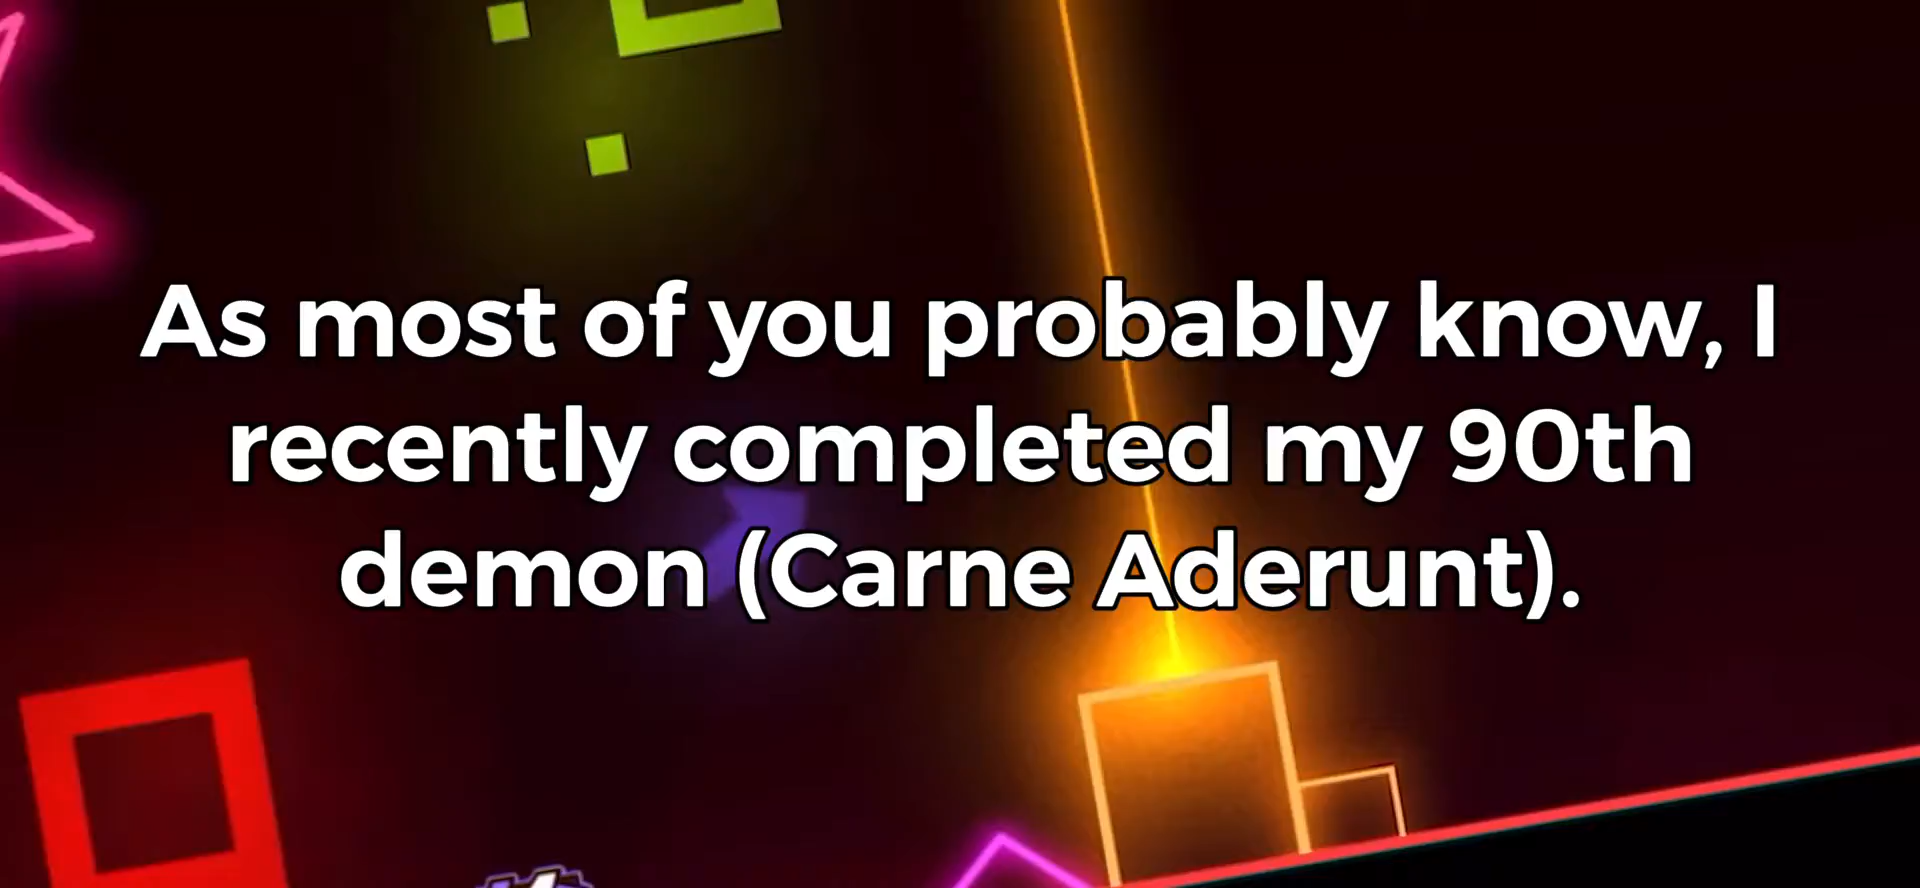 As most of you probably know, I
recently completed my 90th
demon (Carne Aderunt).